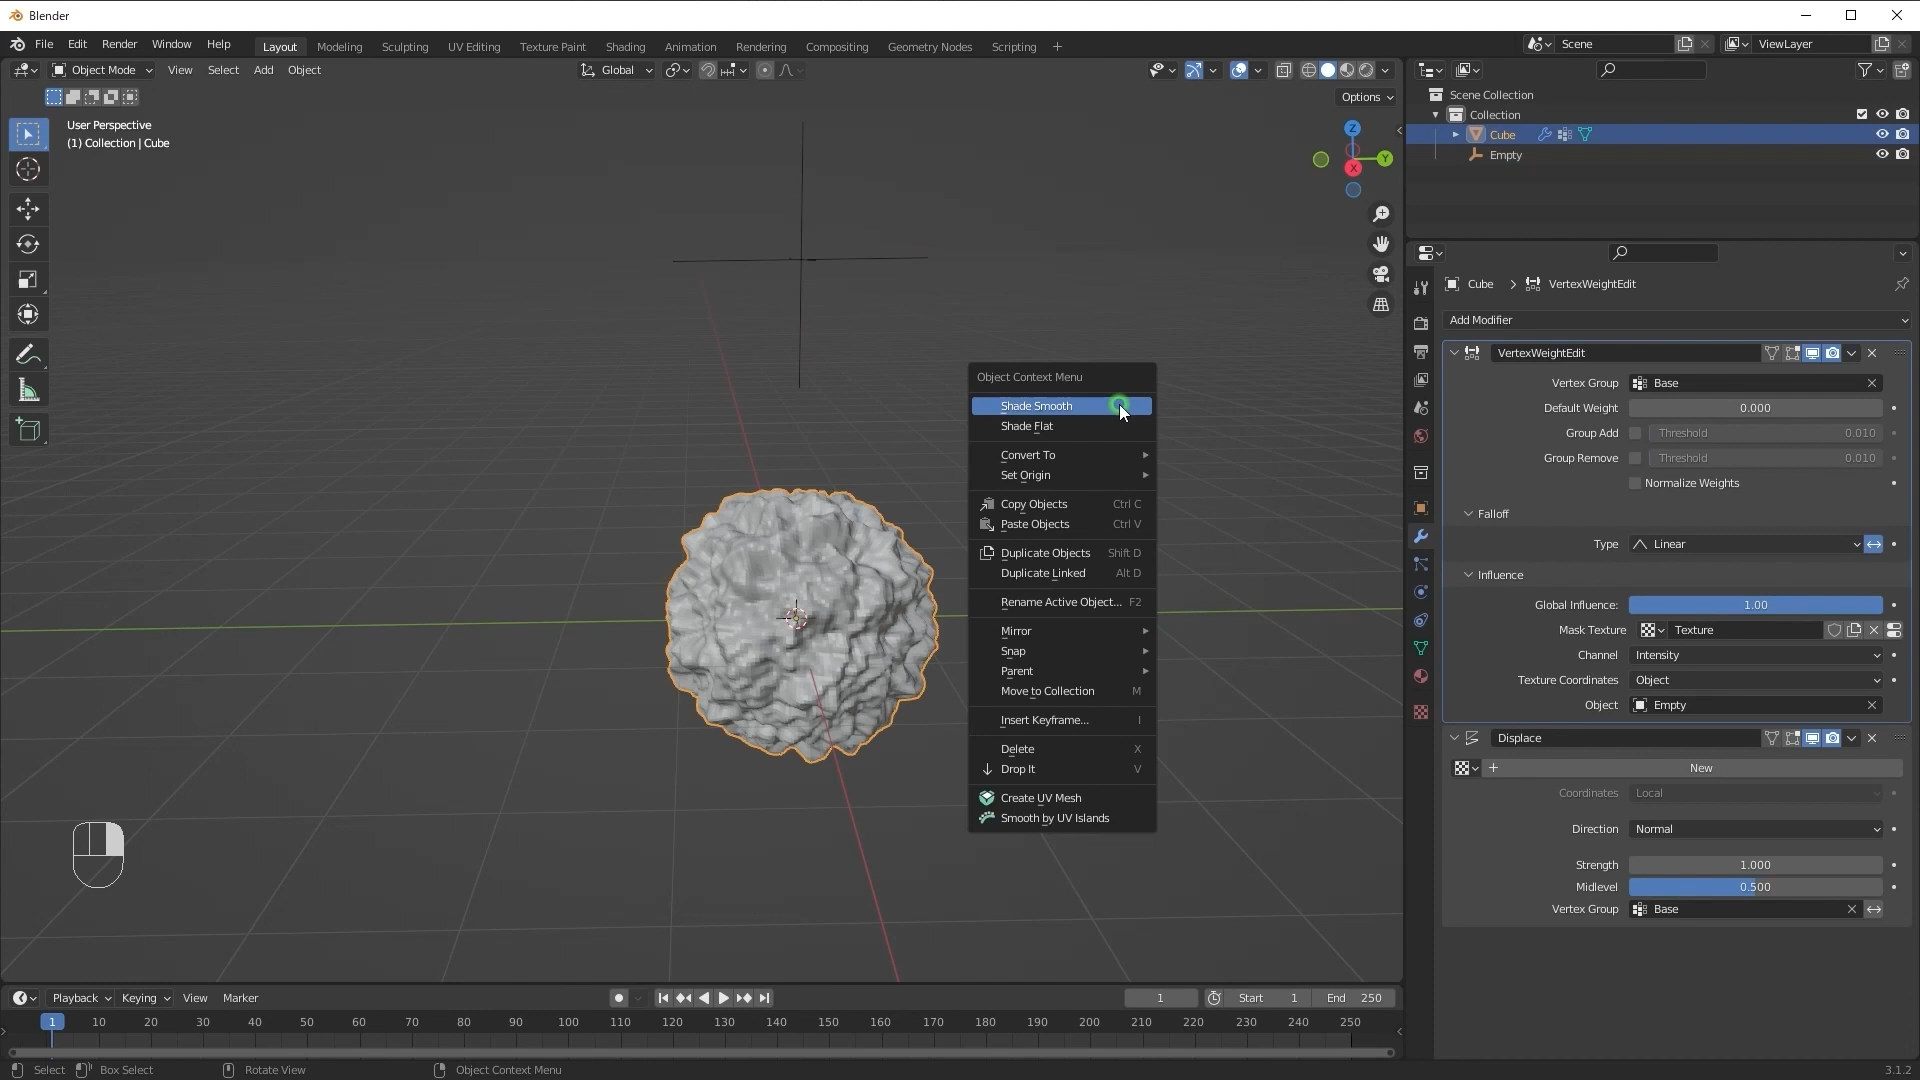 Blender
File Edit Render Window Help Layout Modeling Sculpting UV Editing Texture Paint Shading Animation Rendering Compositing Geometry Nodes Scripting + Scene ViewLayer
Object Mode View Select Add Object Global
Options
User Perspective
(1) Collection | Cube
Z
Y
X
Scene Collection
Collection
Cube
Empty
Cube > VertexWeightEdit
Add Modifier
VertexWeightEdit
Vertex Group Base
Default Weight 0.000
Group Add Threshold 0.010
Group Remove Threshold 0.010
Normalize Weights
Falloff
Type Linear
Influence
Global Influence: 1.00
Mask Texture Texture
Channel Intensity
Texture Coordinates Object
Object Empty
Displace
+ New
Coordinates Local
Direction Normal
Strength 1.000
Midlevel 0.500
Vertex Group Base
Object Context Menu
Shade Smooth
Shade Flat
Convert To
Set Origin
Copy Objects Ctrl C
Paste Objects Ctrl V
Duplicate Objects Shift D
Duplicate Linked Alt D
Rename Active Object... F2
Mirror
Snap
Parent
Move to Collection M
Insert Keyframe... I
Delete X
Drop It V
Create UV Mesh
Smooth by UV Islands
Playback Keying View Marker 1 Start 1 End 250
1 10 20 30 40 50 60 70 80 90 100 110 120 130 140 150 160 170 180 190 200 210 220 230 240 250
Select Box Select Rotate View Object Context Menu 3.1.2